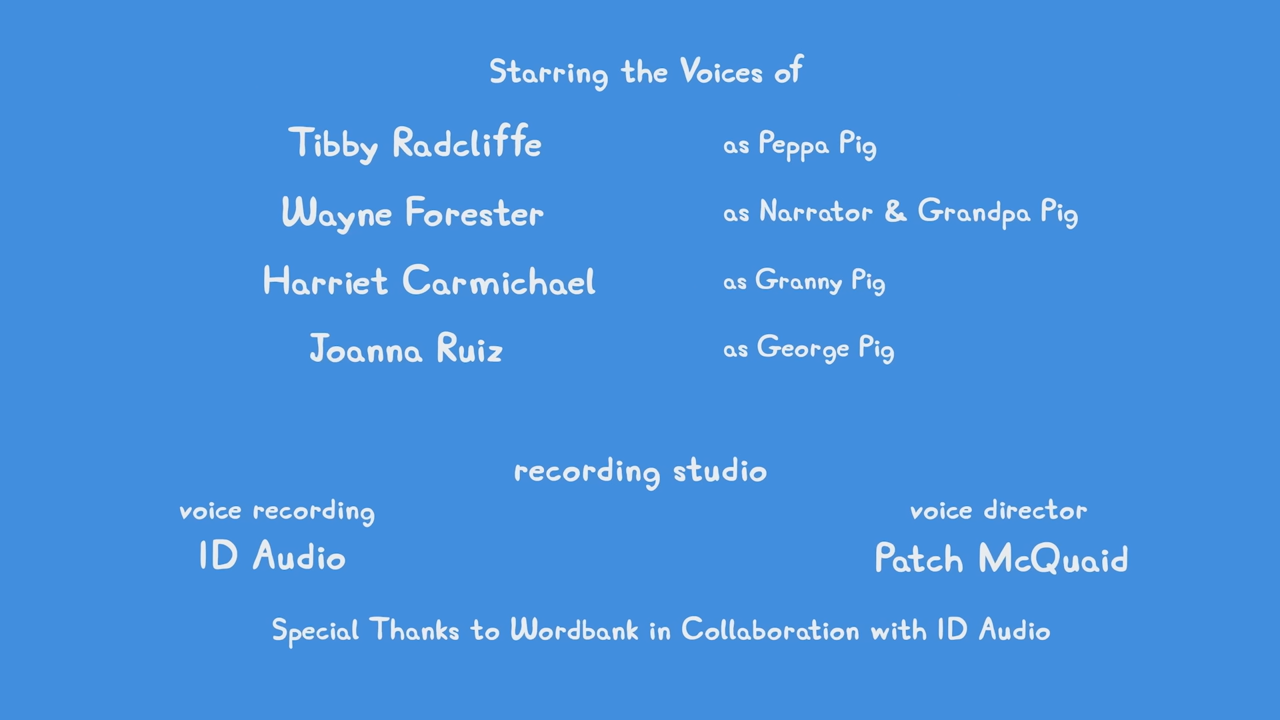 Starring the Voices of
Tibby Radcliffe as Peppa Pig
Wayne Forester as Narrator & Grandpa Pig
Harriet Carmichael as Granny Pig
Joanna Ruiz as George Pig
recording studio
voice recording voice director
ID Audio Patch McQuaid
Special Thanks to Wordbank in Collaboration with ID Audio